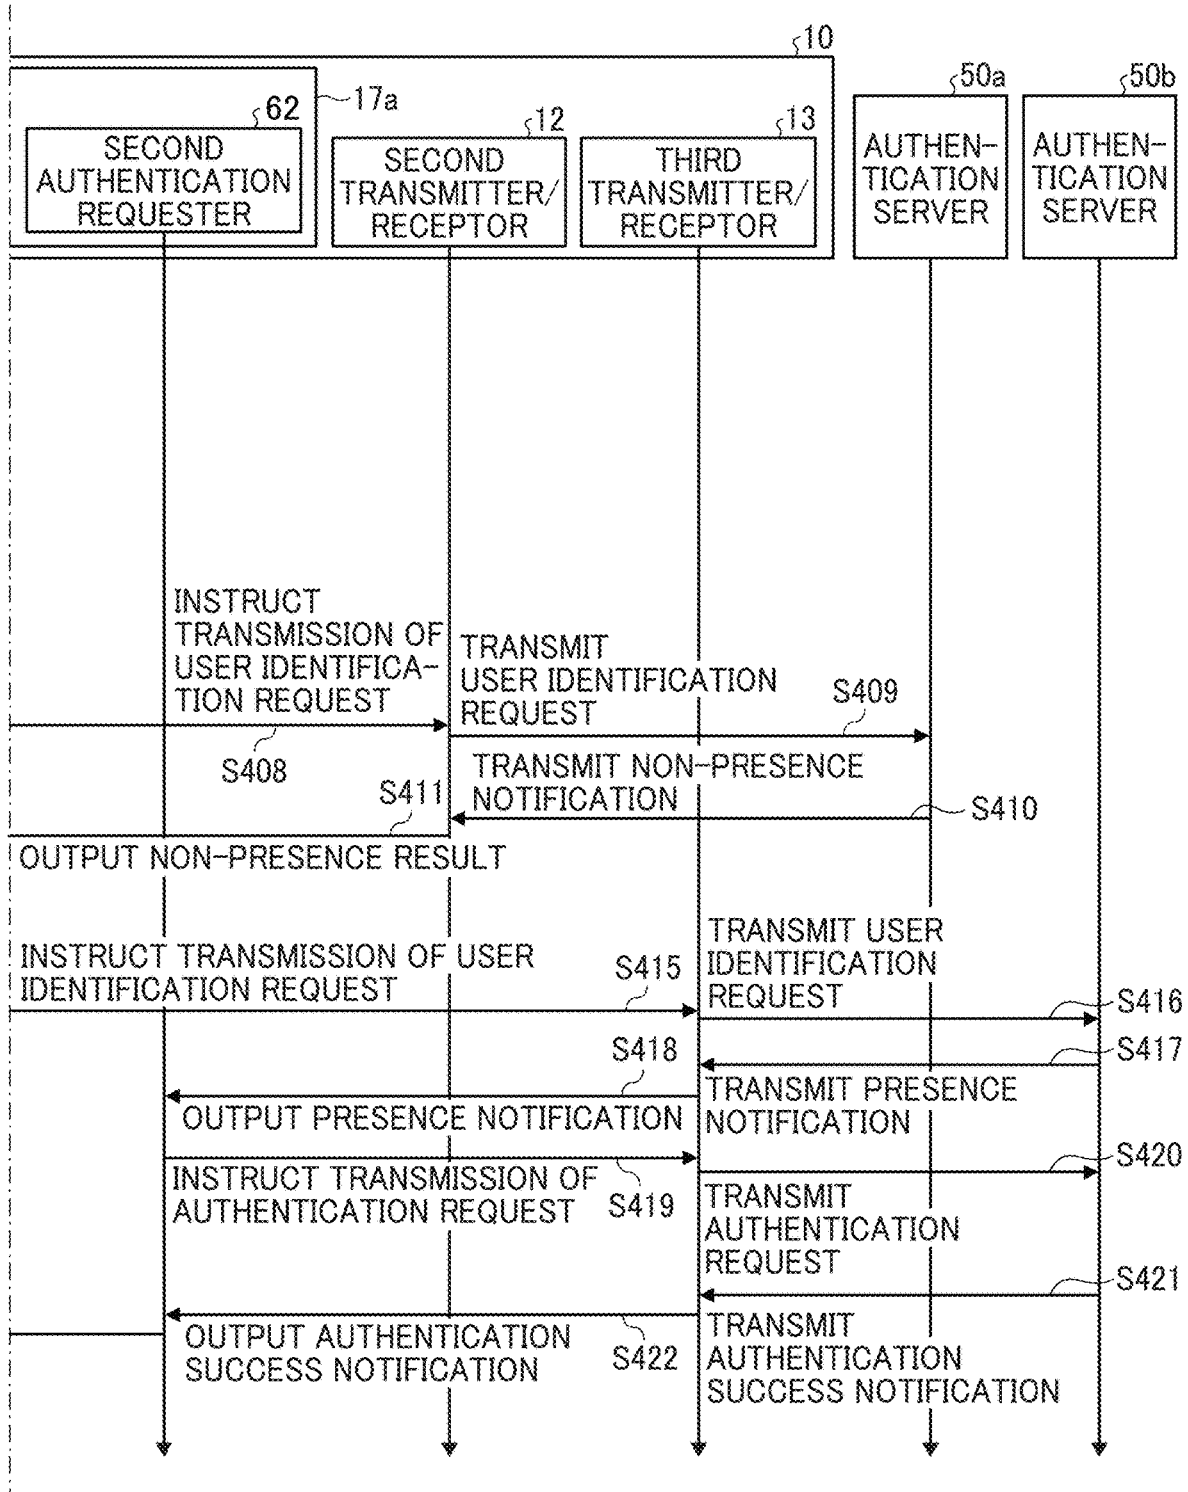 10
17a
50a
50b
62
12
13
SECOND
AUTHENTICATION
REQUESTER
SECOND
TRANSMITTER/
RECEPTOR
THIRD
TRANSMITTER/
RECEPTOR
AUTHEN-
TICATION
SERVER
AUTHEN-
TICATION
SERVER
INSTRUCT
TRANSMISSION OF
USER IDENTIFICA-
TION REQUEST
S408
TRANSMIT
USER IDENTIFICATION
REQUEST
S409
TRANSMIT NON-PRESENCE
NOTIFICATION
S410
S411
OUTPUT NON-PRESENCE RESULT
INSTRUCT TRANSMISSION OF USER
IDENTIFICATION REQUEST
S415
TRANSMIT USER
IDENTIFICATION
REQUEST
S416
S417
TRANSMIT PRESENCE
NOTIFICATION
S418
OUTPUT PRESENCE NOTIFICATION
INSTRUCT TRANSMISSION OF
AUTHENTICATION REQUEST
S419
S420
TRANSMIT
AUTHENTICATION
REQUEST
S421
TRANSMIT
AUTHENTICATION
SUCCESS NOTIFICATION
OUTPUT AUTHENTICATION
SUCCESS NOTIFICATION
S422